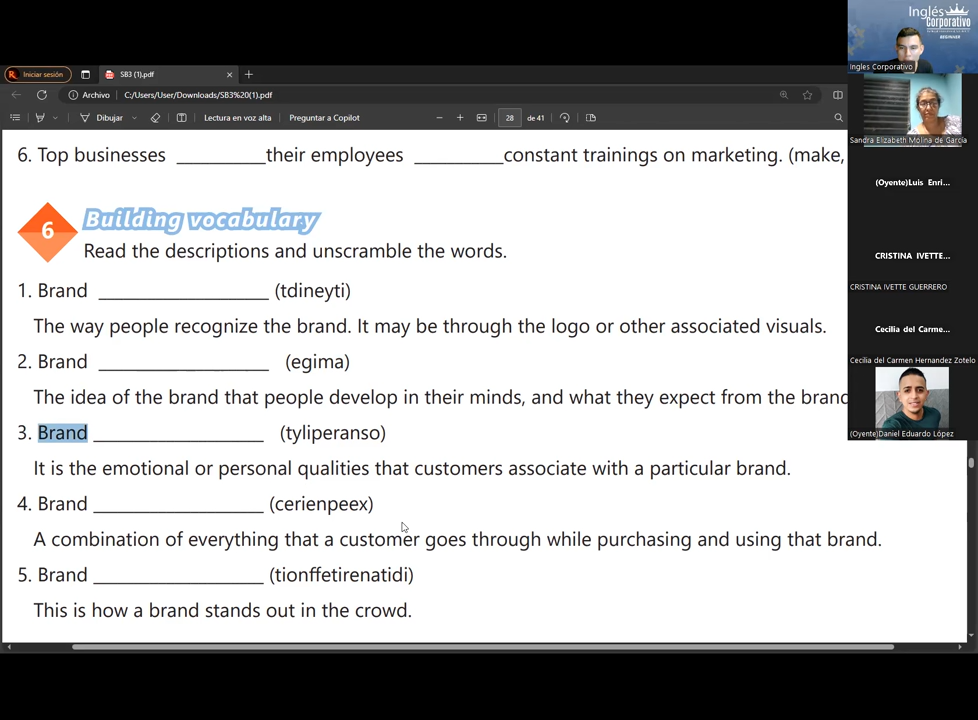 Inglés
Corporativo
BEGINNER
Ingles Corporativo
Iniciar sesión
SB3 (1).pdf
Archivo
C:/Users/User/Downloads/SB3%20(1).pdf
Dibujar
Lectura en voz alta
Preguntar a Copilot
28
de 41
Sandra Elizabeth Molina de García
(Oyente)Luis Enri...
CRISTINA IVETTE...
CRISTINA IVETTE GUERRERO
Cecilia del Carme...
Cecilia del Carmen Hernandez Zotelo
(Oyente)Daniel Eduardo López
6. Top businesses __________their employees __________constant trainings on marketing. (make,
6
Building vocabulary
Read the descriptions and unscramble the words.
1. Brand ___________________ (tdineyti)
The way people recognize the brand. It may be through the logo or other associated visuals.
2. Brand ___________________ (egima)
The idea of the brand that people develop in their minds, and what they expect from the brand
3. Brand ___________________ (tyliperanso)
It is the emotional or personal qualities that customers associate with a particular brand.
4. Brand ___________________ (cerienpeex)
A combination of everything that a customer goes through while purchasing and using that brand.
5. Brand ___________________ (tionffetirenatidi)
This is how a brand stands out in the crowd.